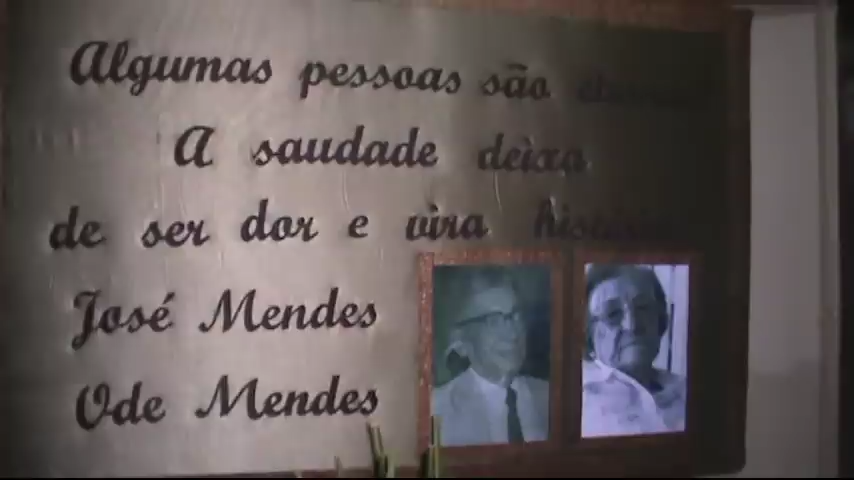 Algumas pessoas são
A saudade deixa
de ser dor e vira
José Mendes
Ode Mendes